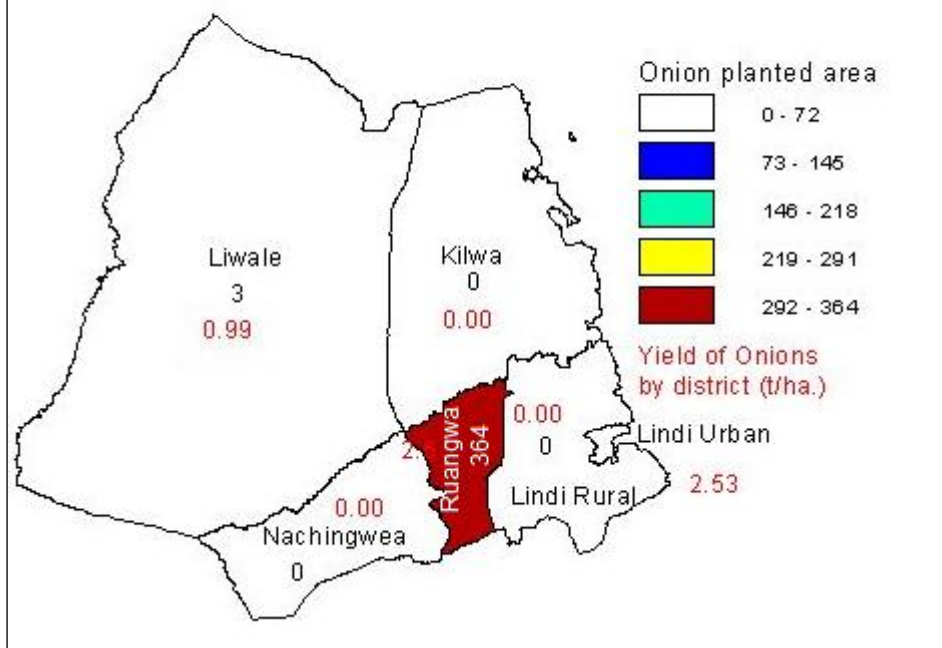 Onion planted area
0 - 72
73 - 145
146 - 218
219 - 291
292 - 364
Yield of Onions
by district (t/ha.)
Liwale
3
0.99
Kilwa
0
0.00
Ruangwa
364
0.00
0
Lindi Rural
Lindi Urban
2.53
0.00
Nachingwea
0